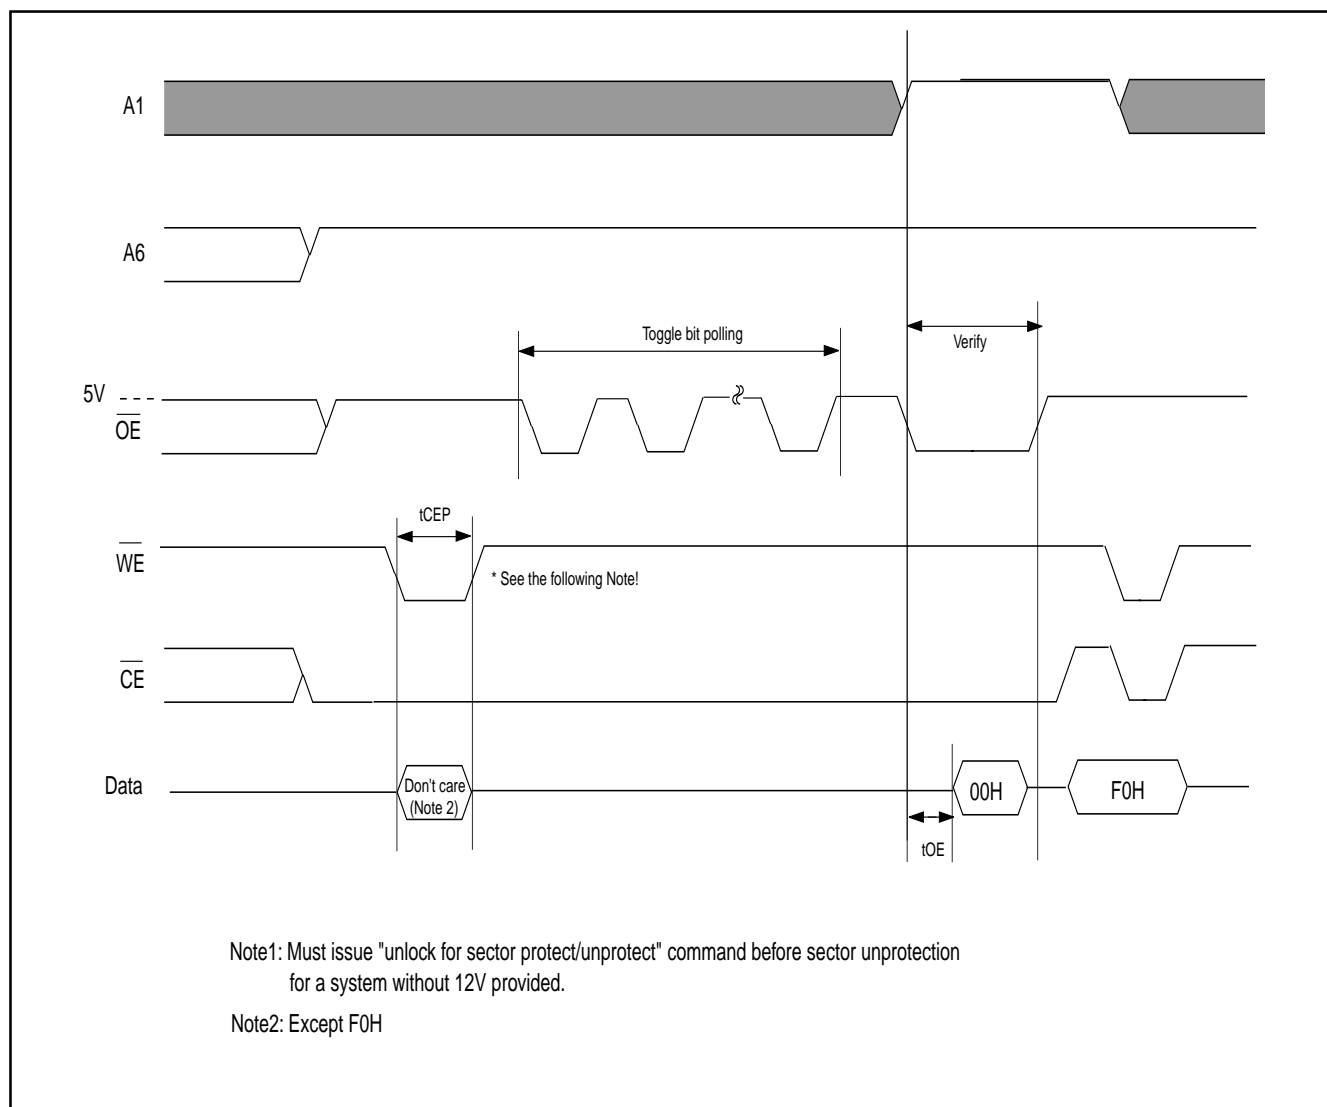 A1
A6
Toggle bit polling
Verify
5V
OE
tCEP
WE
* See the following Note!
CE
Data
Don't care
(Note 2)
00H
F0H
tOE
Note1: Must issue "unlock for sector protect/unprotect" command before sector unprotection
for a system without 12V provided.
Note2: Except F0H